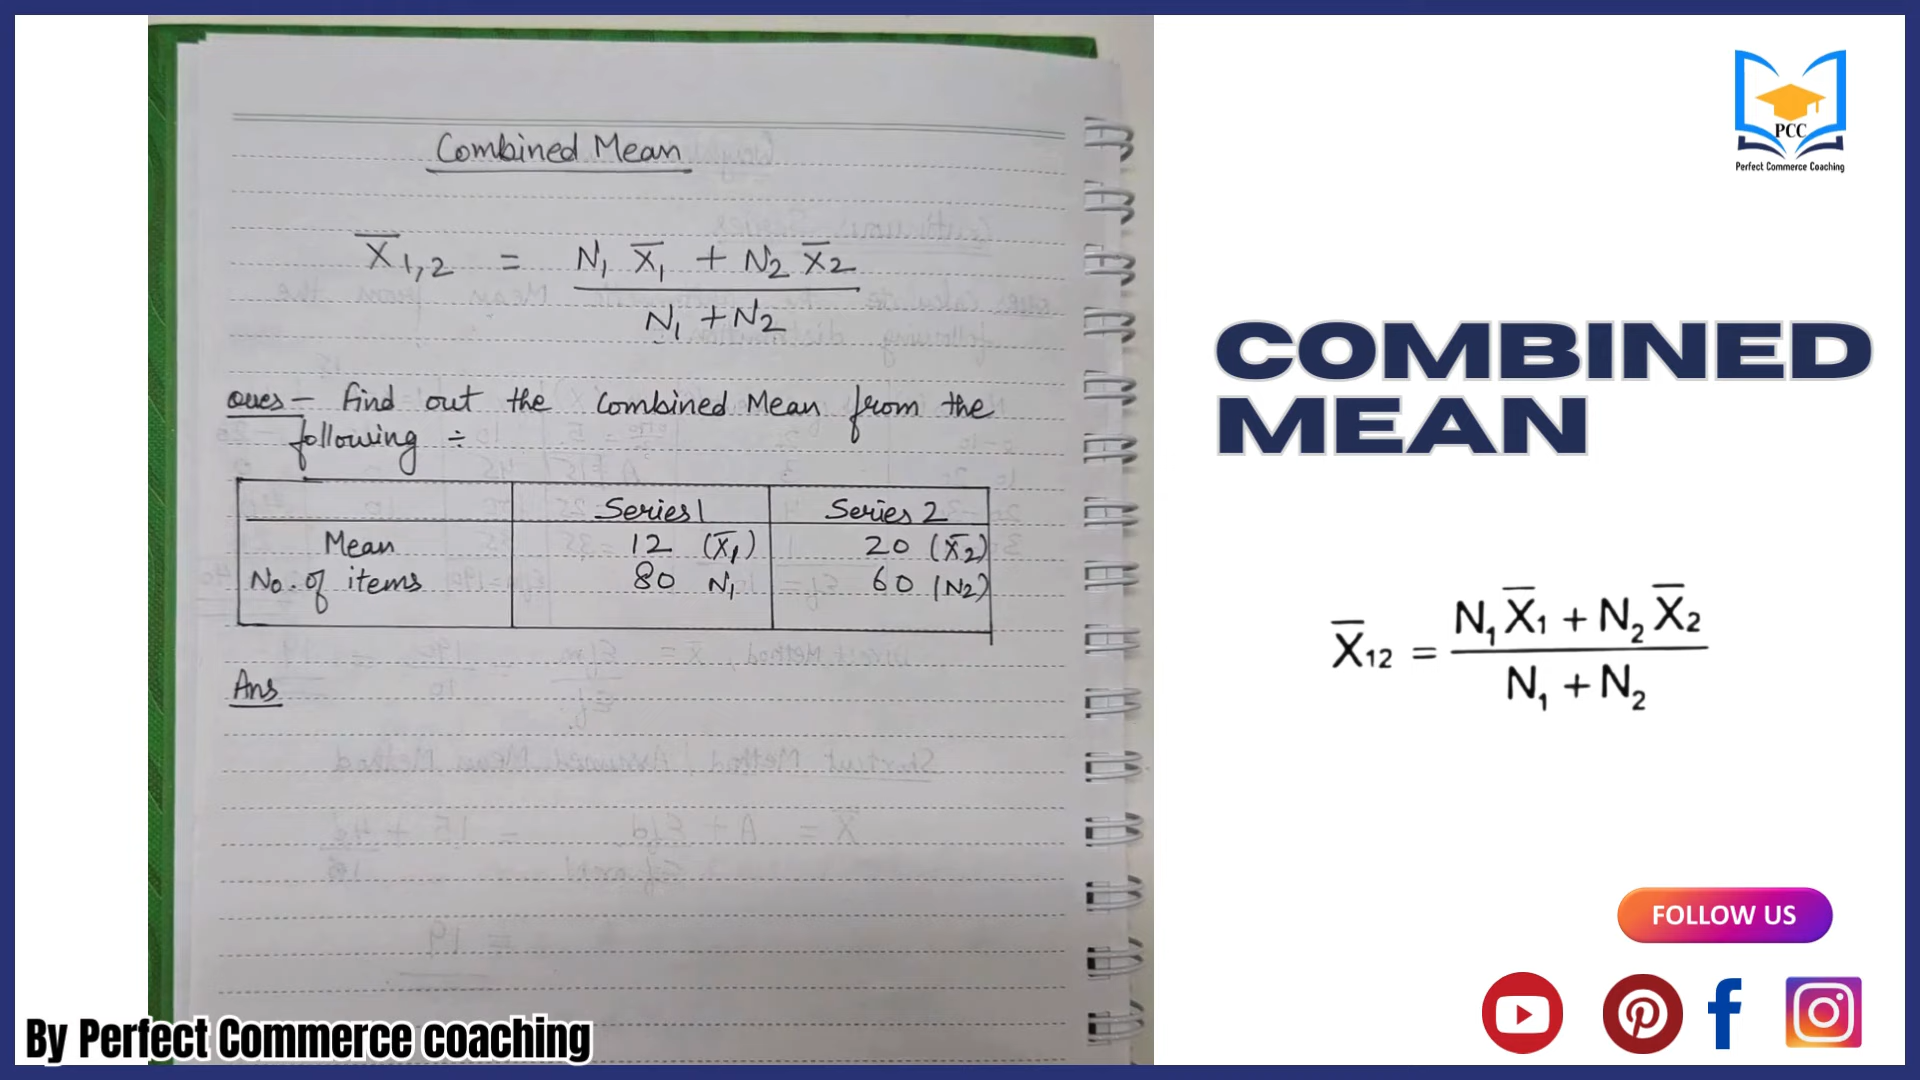 Combined Mean
X̄1,2 = N1 X̄1 + N2 X̄2
N1 + N2
Ques - Find out the Combined Mean from the
following ÷
Series 1 Series 2
Mean 12 (X̄1) 20 (X̄2)
No. of items 80 N1 60 (N2)
Ans
By Perfect Commerce coaching
PCC
Perfect Commerce Coaching
COMBINED
MEAN
X̄12 = N1 X̄1 + N2 X̄2
N1 + N2
FOLLOW US